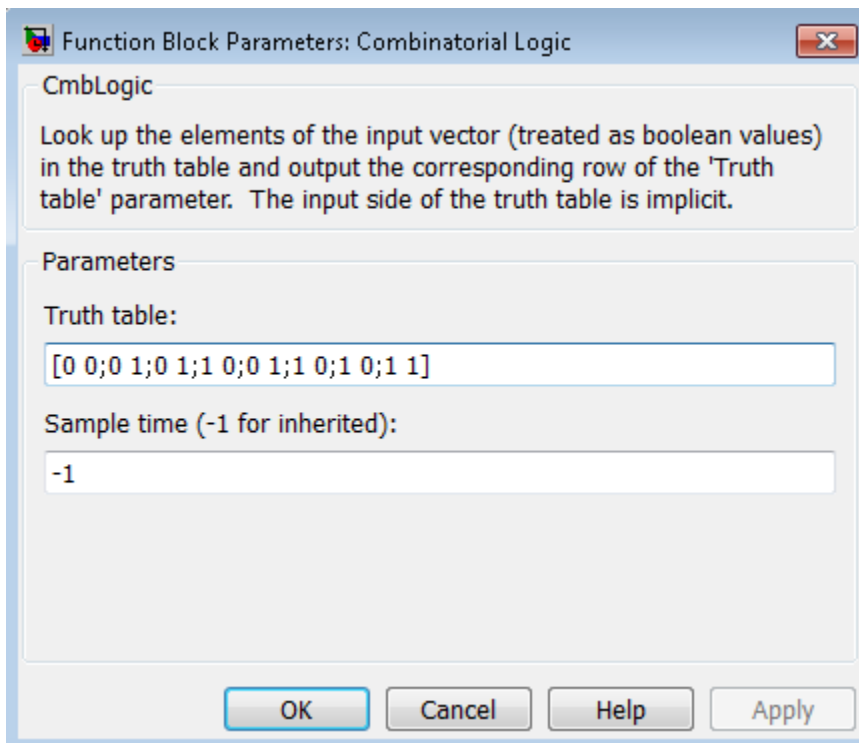 Function Block Parameters: Combinatorial Logic
CmbLogic
Look up the elements of the input vector (treated as boolean values)
in the truth table and output the corresponding row of the 'Truth
table' parameter.  The input side of the truth table is implicit.
Parameters
Truth table:
[0 0;0 1;0 1;1 0;0 1;1 0;1 0;1 1]
Sample time (-1 for inherited):
-1
OK Cancel Help Apply